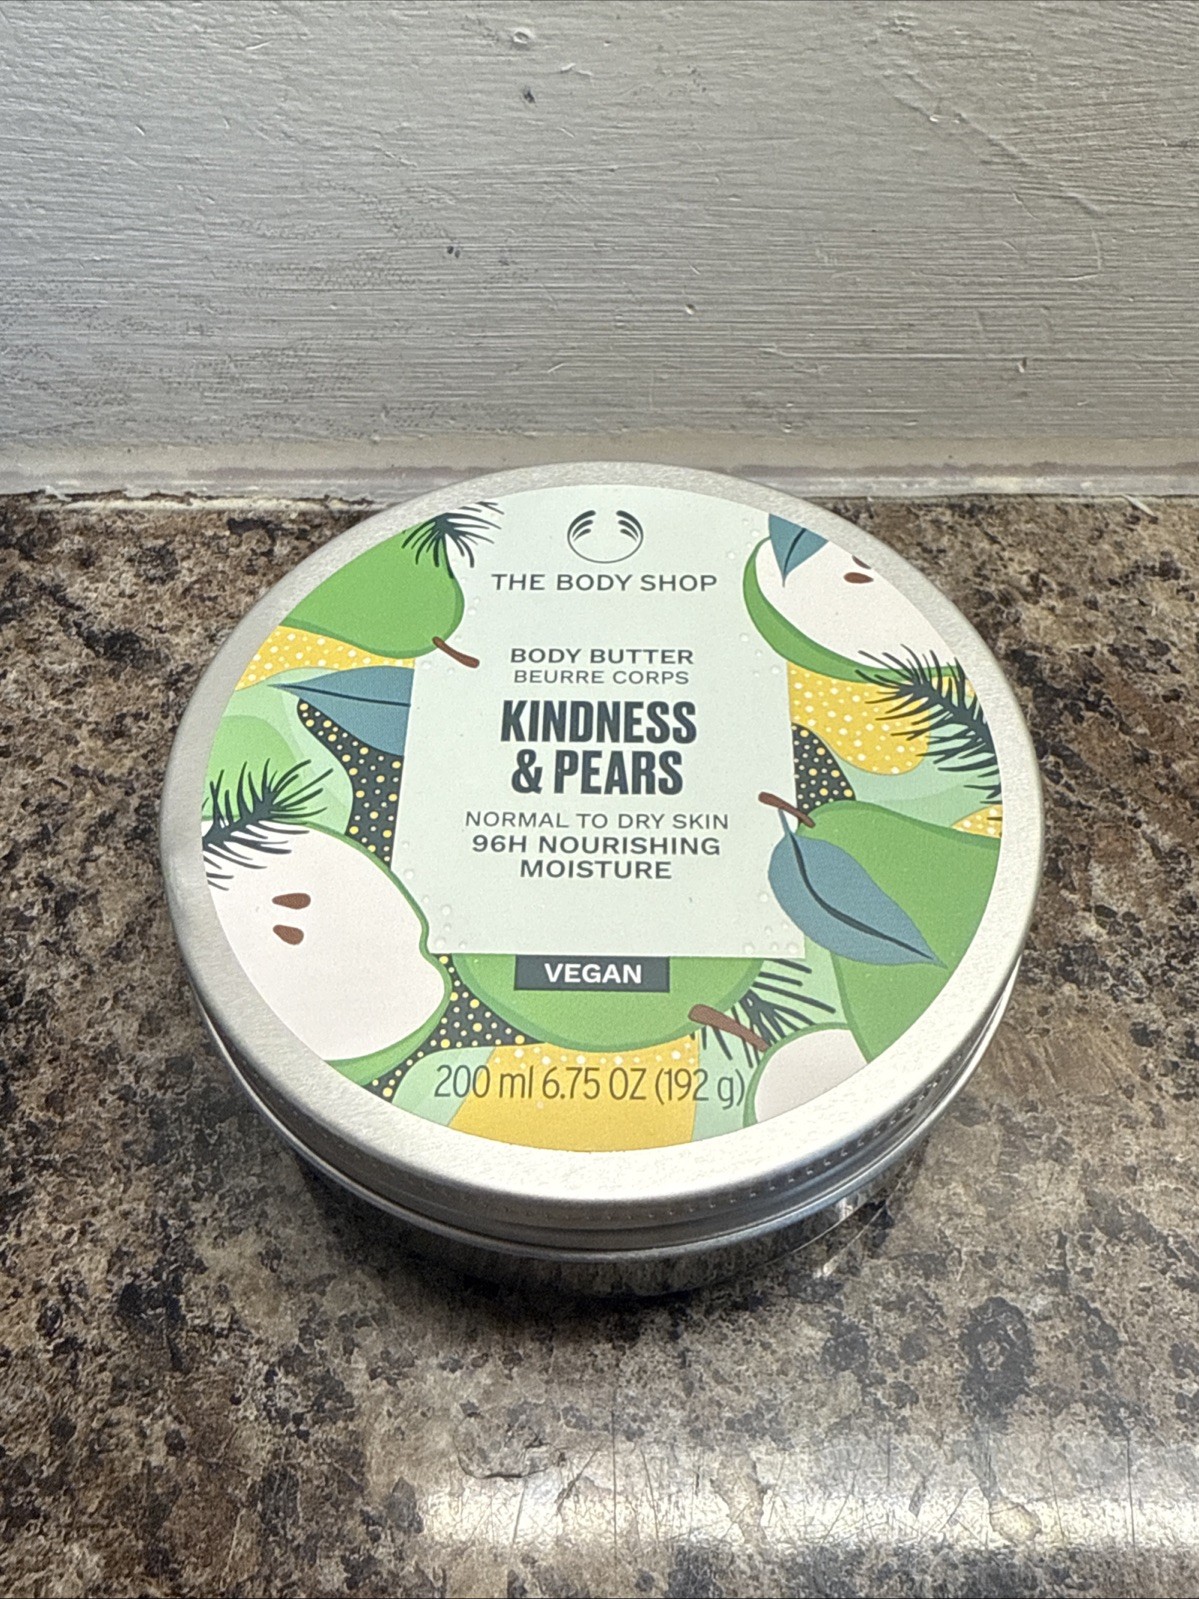 THE BODY SHOP
BODY BUTTER
BEURRE CORPS
KINDNESS
& PEARS
NORMAL TO DRY SKIN
96H NOURISHING
MOISTURE
VEGAN
200 ml 6.75 OZ (192 g)